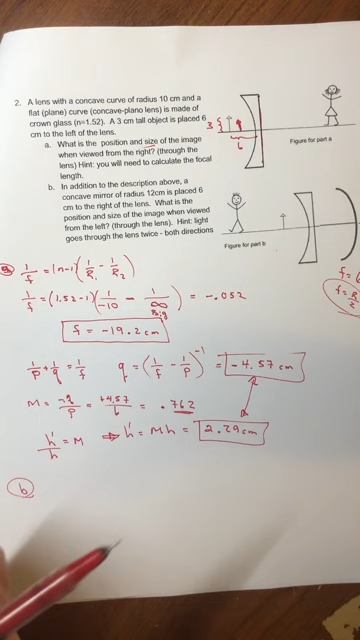 2. A lens with a concave curve of radius 10 cm and a
flat (plane) curve (concave-plano lens) is made of
crown glass (n=1.52). A 3 cm tall object is placed 6
cm to the left of the lens.
a. What is the position and size of the image
when viewed from the right? (through the
lens) Hint: you will need to calculate the focal
length.
b. In addition to the description above, a
concave mirror of radius 12cm is placed 6
cm to the right of the lens. What is the
position and size of the image when viewed
from the left? (through the lens). Hint: light
goes through the lens twice - both directions
3
6
Figure for part a
Figure for part b
f = 6
f = R/2
a
1/f = (n-1)(1/R₁ - 1/R₂)
1/f = (1.52-1)(1/-10 - 1/∞) = -.052
Big
f = -19.2 cm
1/p + 1/q = 1/f q = (1/f - 1/p)⁻¹ = -4.57 cm
M = -q/p = +4.57/6 = .762
h'/h = M ⇒ h' = Mh = 2.29 cm
b